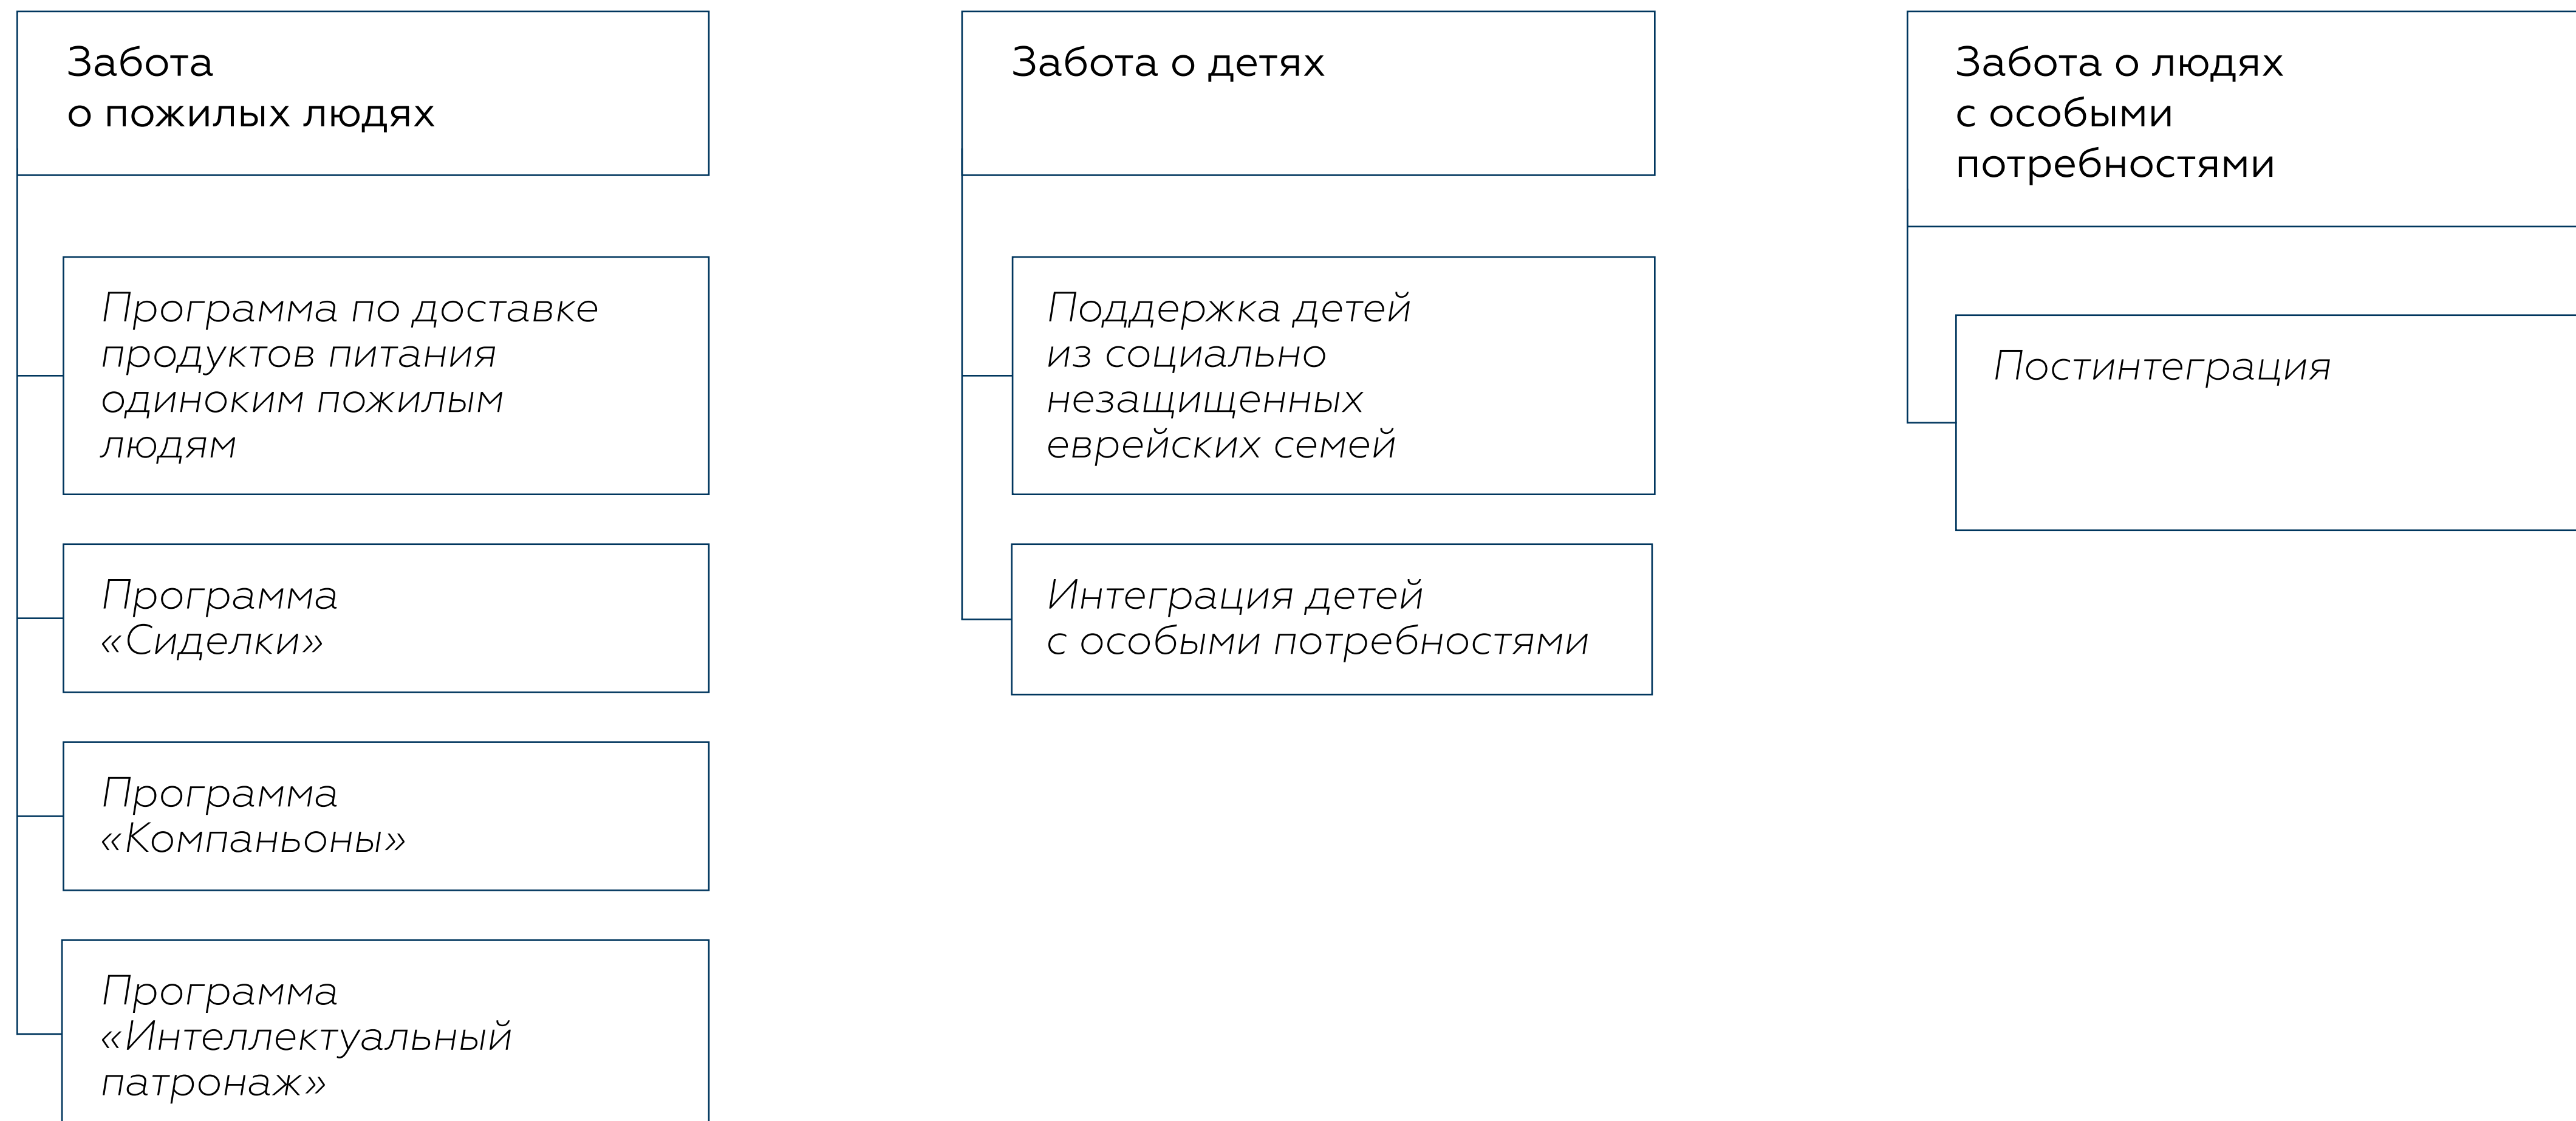 Забота
о пожилых людях
Программа по доставке
продуктов питания
одиноким пожилым
людям
Программа
«Сиделки»
Программа
«Компаньоны»
Программа
«Интеллектуальный
патронаж»
Забота о детях
Поддержка детей
из социально
незащищенных
еврейских семей
Интеграция детей
с особыми потребностями
Забота о людях
с особыми
потребностями
Постинтеграция